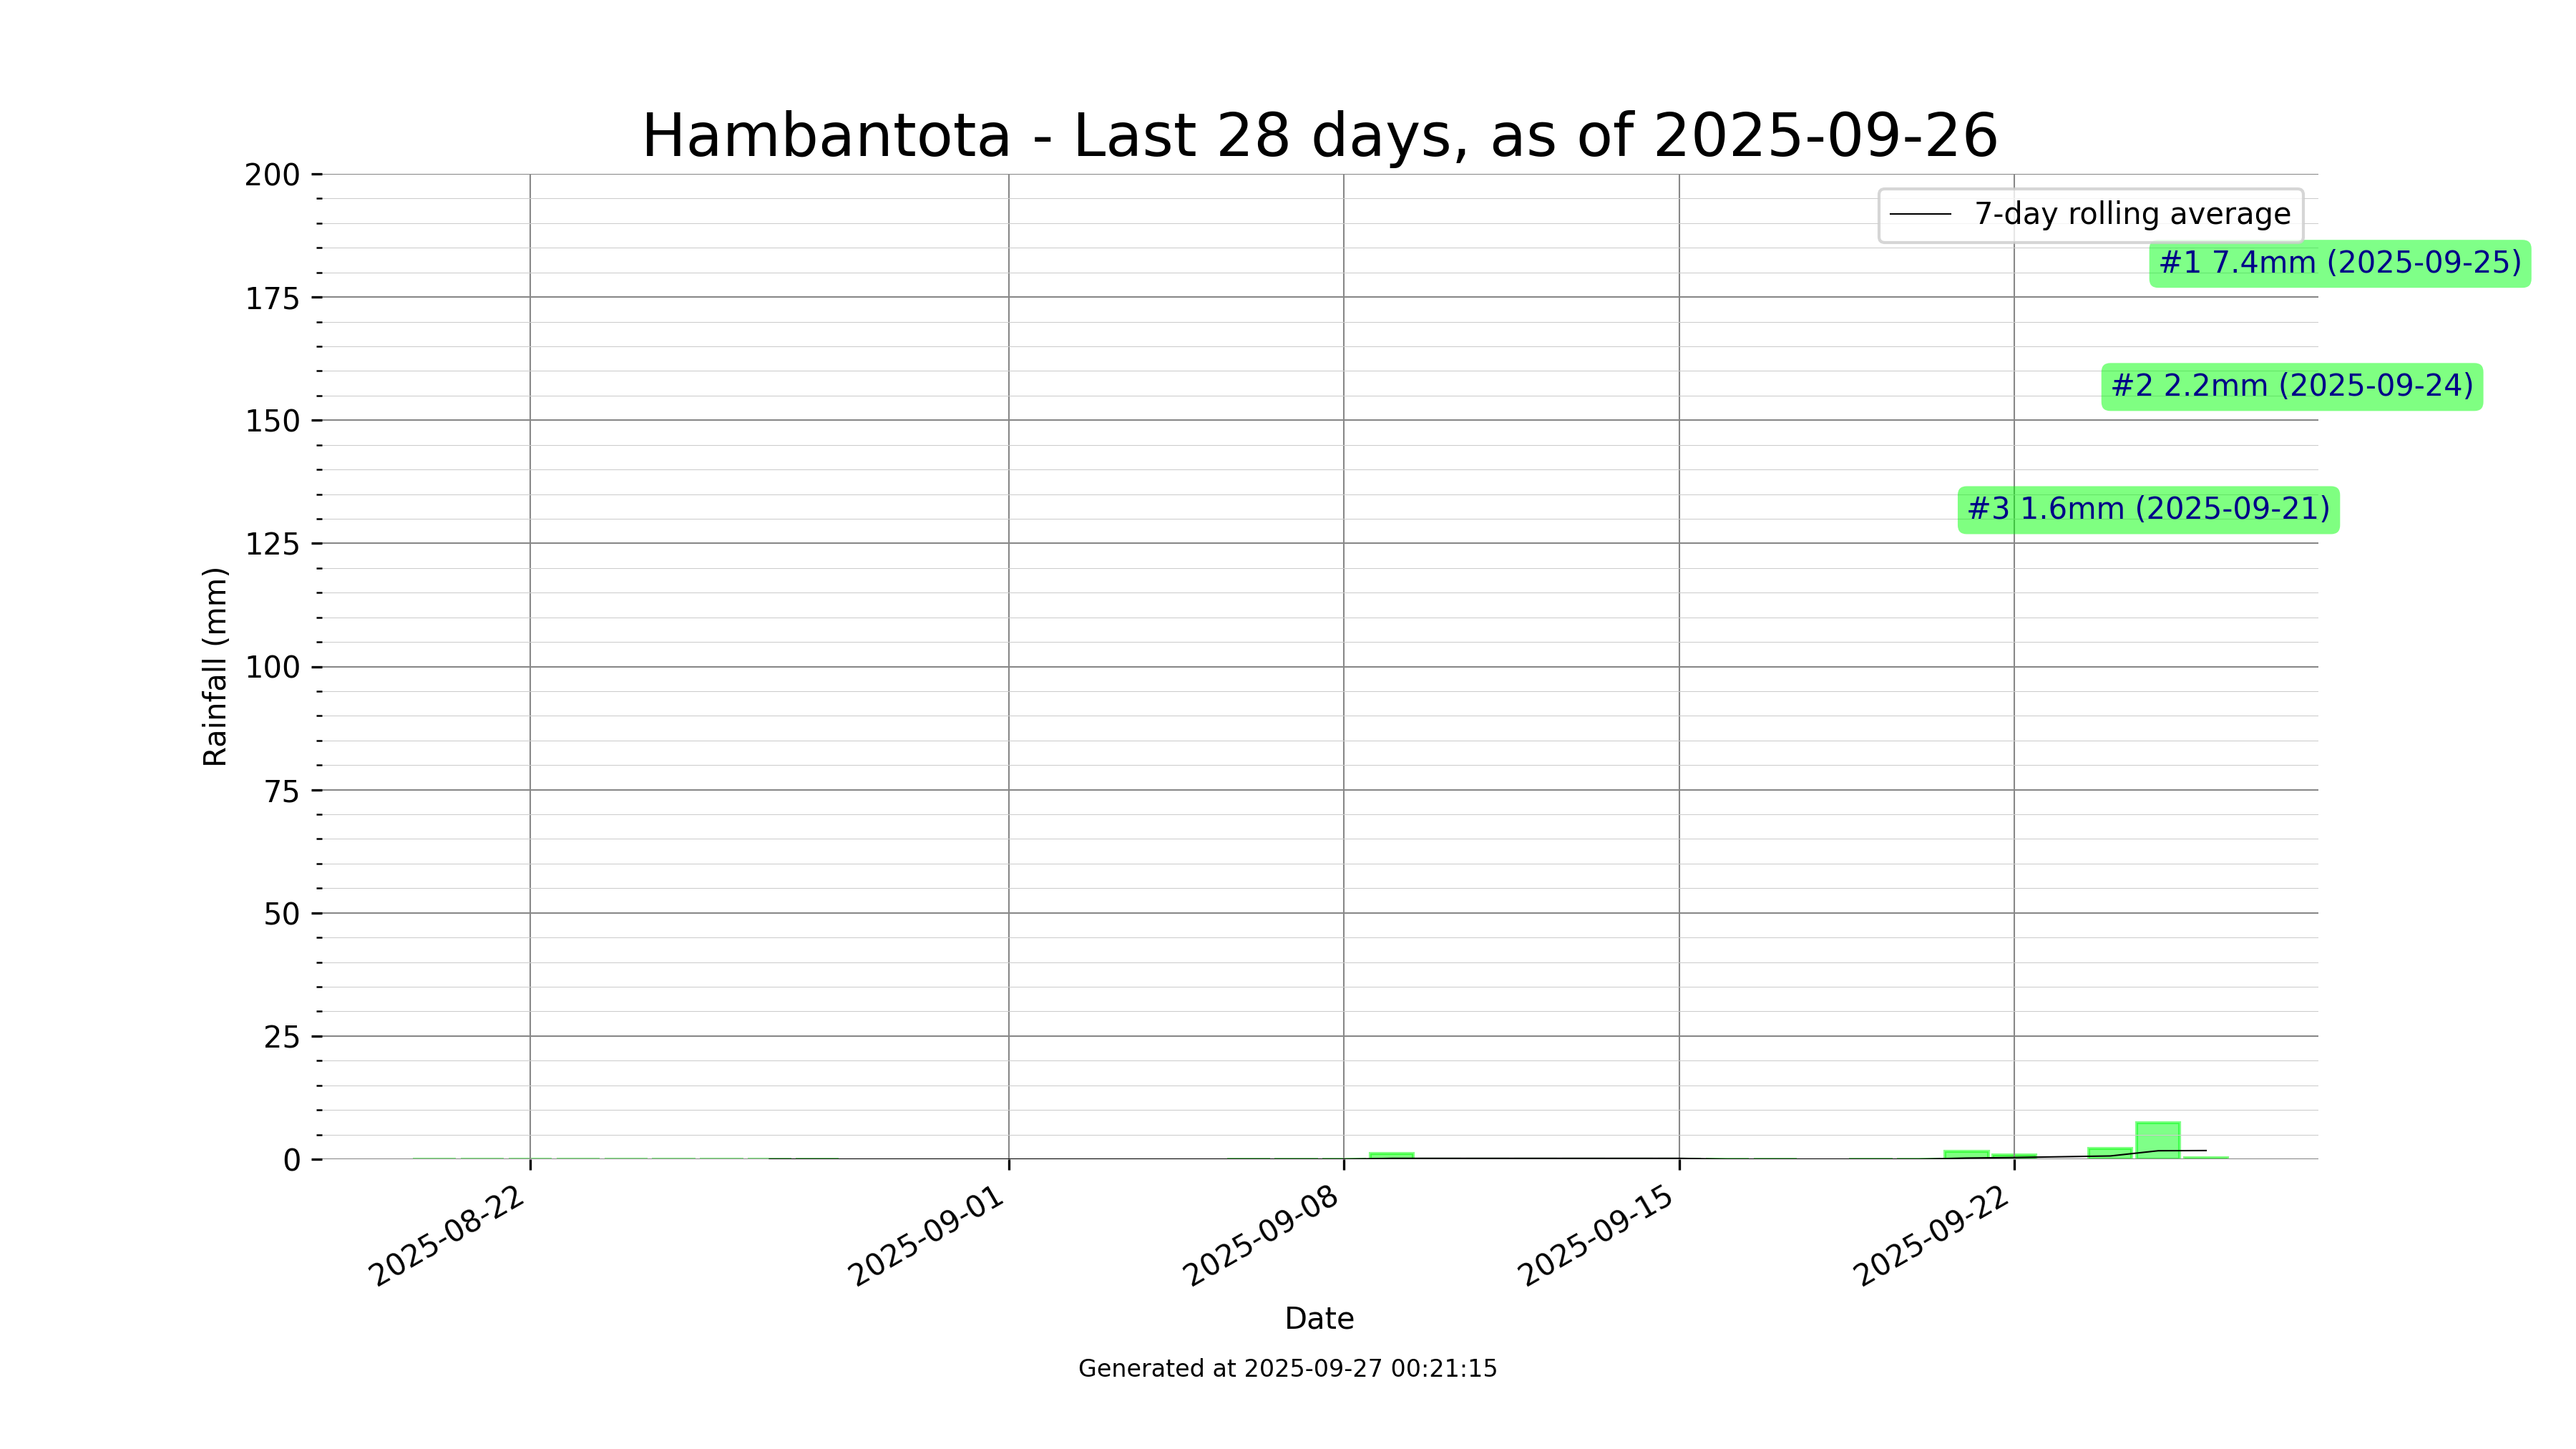 Hambantota - Last 28 days, as of 2025-09-26
200
175
150
125
100
75
50
25
0
Rainfall (mm)
7-day rolling average
#1 7.4mm (2025-09-25)
#2 2.2mm (2025-09-24)
#3 1.6mm (2025-09-21)
2025-08-22
2025-09-01
2025-09-08
2025-09-15
2025-09-22
Date
Generated at 2025-09-27 00:21:15